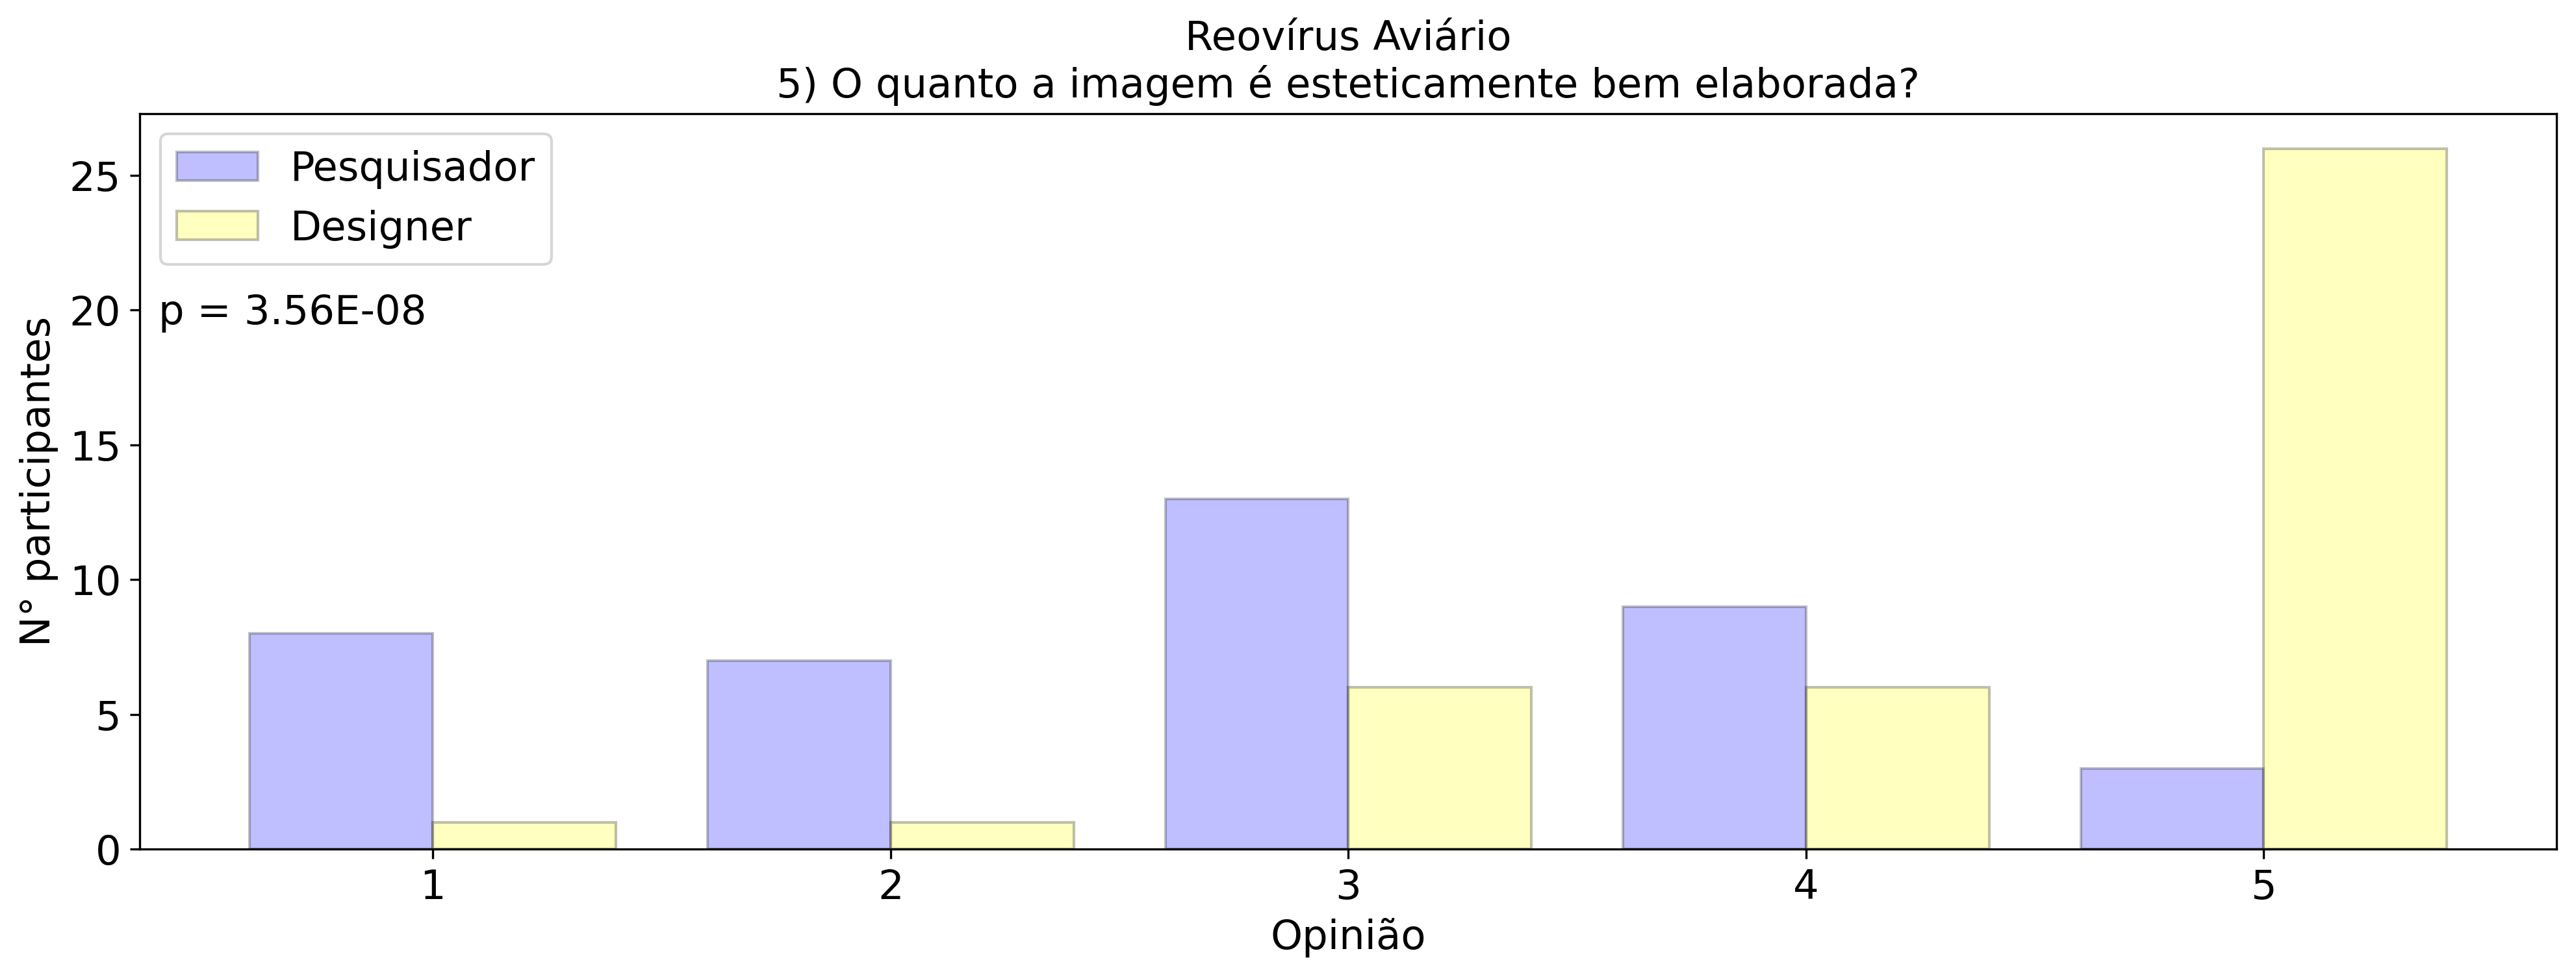 Reovírus Aviário
5) O quanto a imagem é esteticamente bem elaborada?
Pesquisador
Designer
p = 3.56E-08
N° participantes
25
20
15
10
5
0
1 2 3 4 5
Opinião